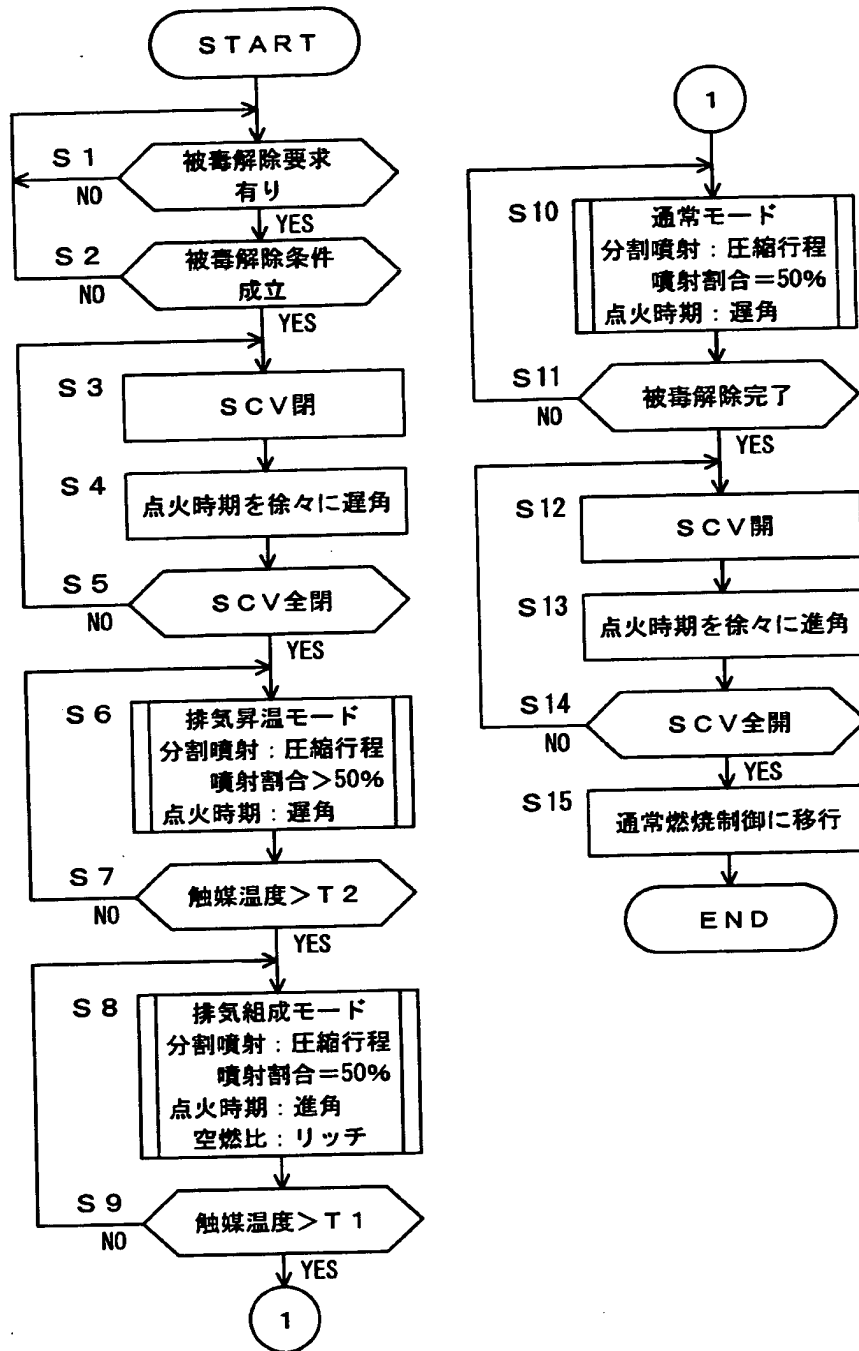 START
S1
被毒解除要求
有り
NO
YES
S2
被毒解除条件
成立
NO
YES
S3
SCV閉
S4
点火時期を徐々に遅角
S5
SCV全閉
NO
YES
S6
排気昇温モード
分割噴射：圧縮行程
噴射割合＞50%
点火時期：遅角
S7
触媒温度＞T2
NO
YES
S8
排気組成モード
分割噴射：圧縮行程
噴射割合＝50%
点火時期：進角
空燃比：リッチ
S9
触媒温度＞T1
NO
YES
1
1
S10
通常モード
分割噴射：圧縮行程
噴射割合＝50%
点火時期：遅角
S11
被毒解除完了
NO
YES
S12
SCV開
S13
点火時期を徐々に進角
S14
SCV全開
NO
YES
S15
通常燃焼制御に移行
END